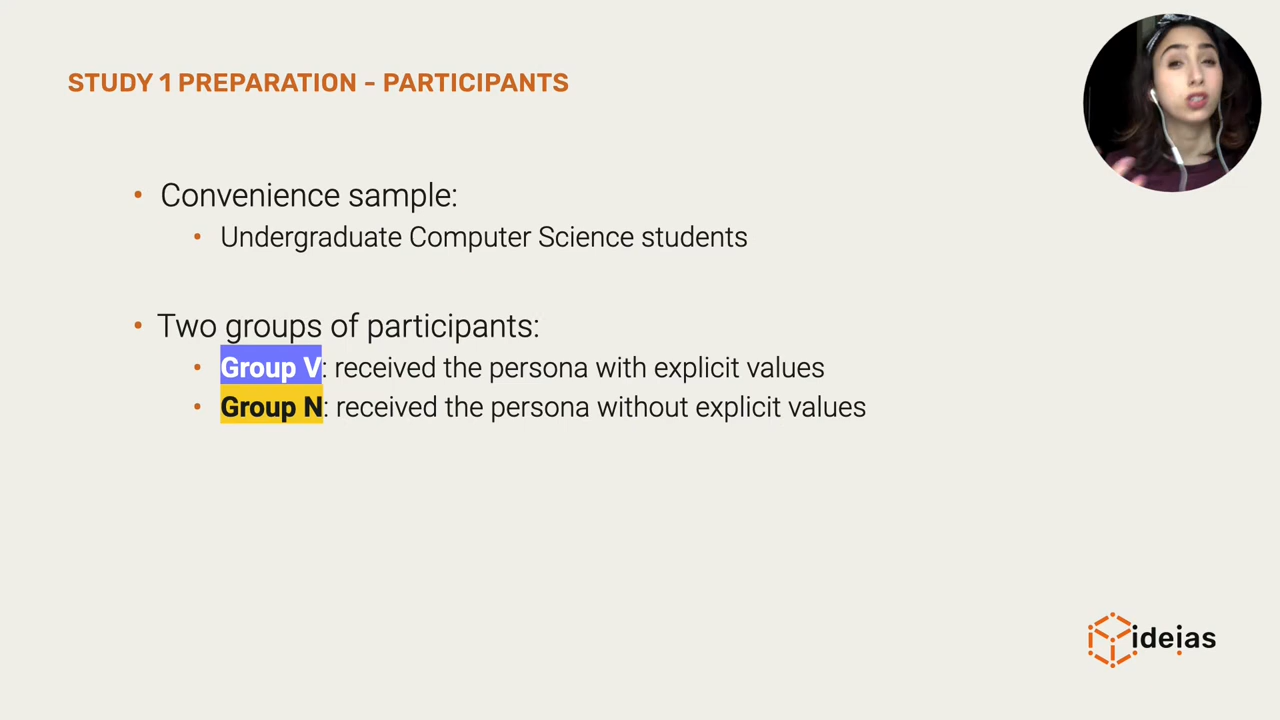 STUDY 1 PREPARATION - PARTICIPANTS
• Convenience sample:
• Undergraduate Computer Science students
• Two groups of participants:
• Group V: received the persona with explicit values
• Group N: received the persona without explicit values
ideias